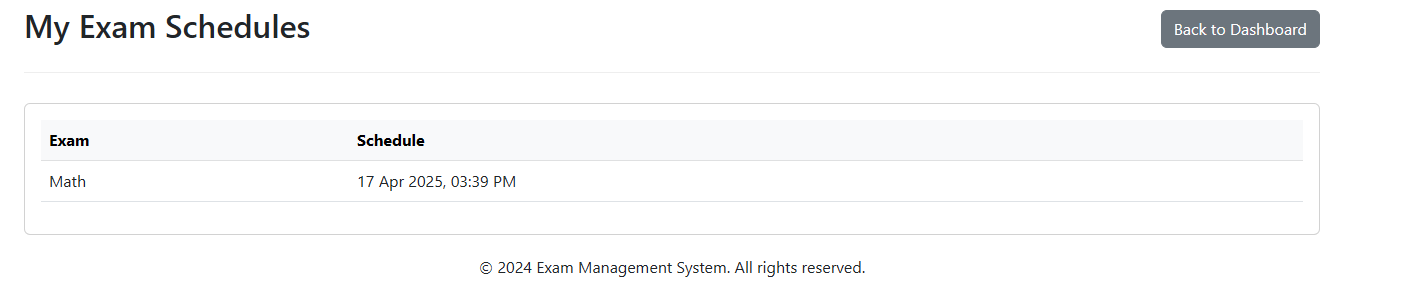 My Exam Schedules
Back to Dashboard
Exam Schedule
Math 17 Apr 2025, 03:39 PM
© 2024 Exam Management System. All rights reserved.